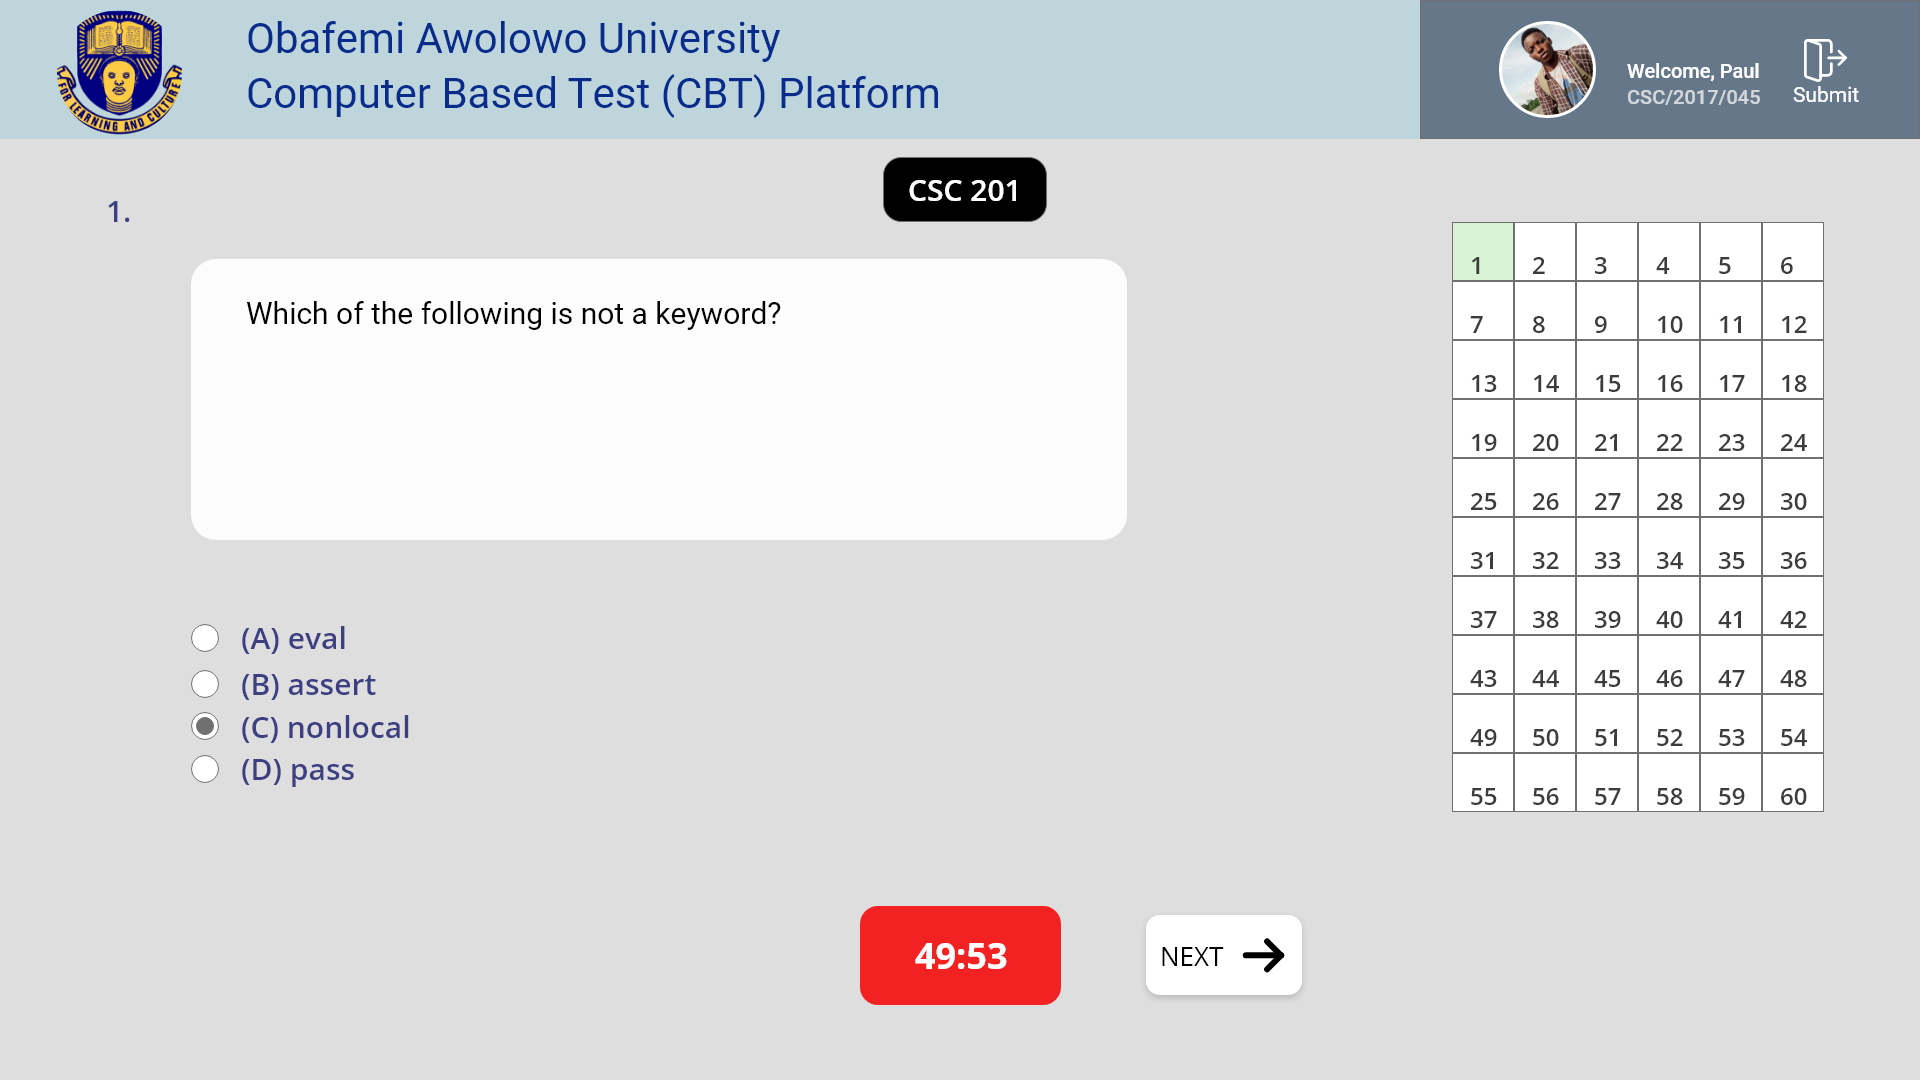 FOR LEARNING AND CULTURE
Obafemi Awolowo University
Computer Based Test (CBT) Platform
Welcome, Paul
CSC/2017/045
Submit
CSC 201
1.
Which of the following is not a keyword?
(A) eval
(B) assert
(C) nonlocal
(D) pass
1 2 3 4 5 6
7 8 9 10 11 12
13 14 15 16 17 18
19 20 21 22 23 24
25 26 27 28 29 30
31 32 33 34 35 36
37 38 39 40 41 42
43 44 45 46 47 48
49 50 51 52 53 54
55 56 57 58 59 60
49:53
NEXT